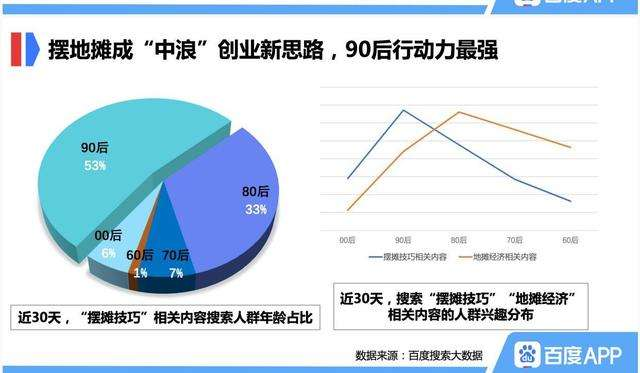 百度APP
摆地摊成“中浪”创业新思路，90后行动力最强
90后
53%
80后
33%
00后
6%
60后
1%
70后
7%
00后
90后
80后
70后
60后
摆摊技巧相关内容
地摊经济相关内容
近30天，“摆摊技巧”相关内容搜索人群年龄占比
近30天，搜索“摆摊技巧”“地摊经济”
相关内容的人群兴趣分布
数据来源：百度搜索大数据
du
百度APP